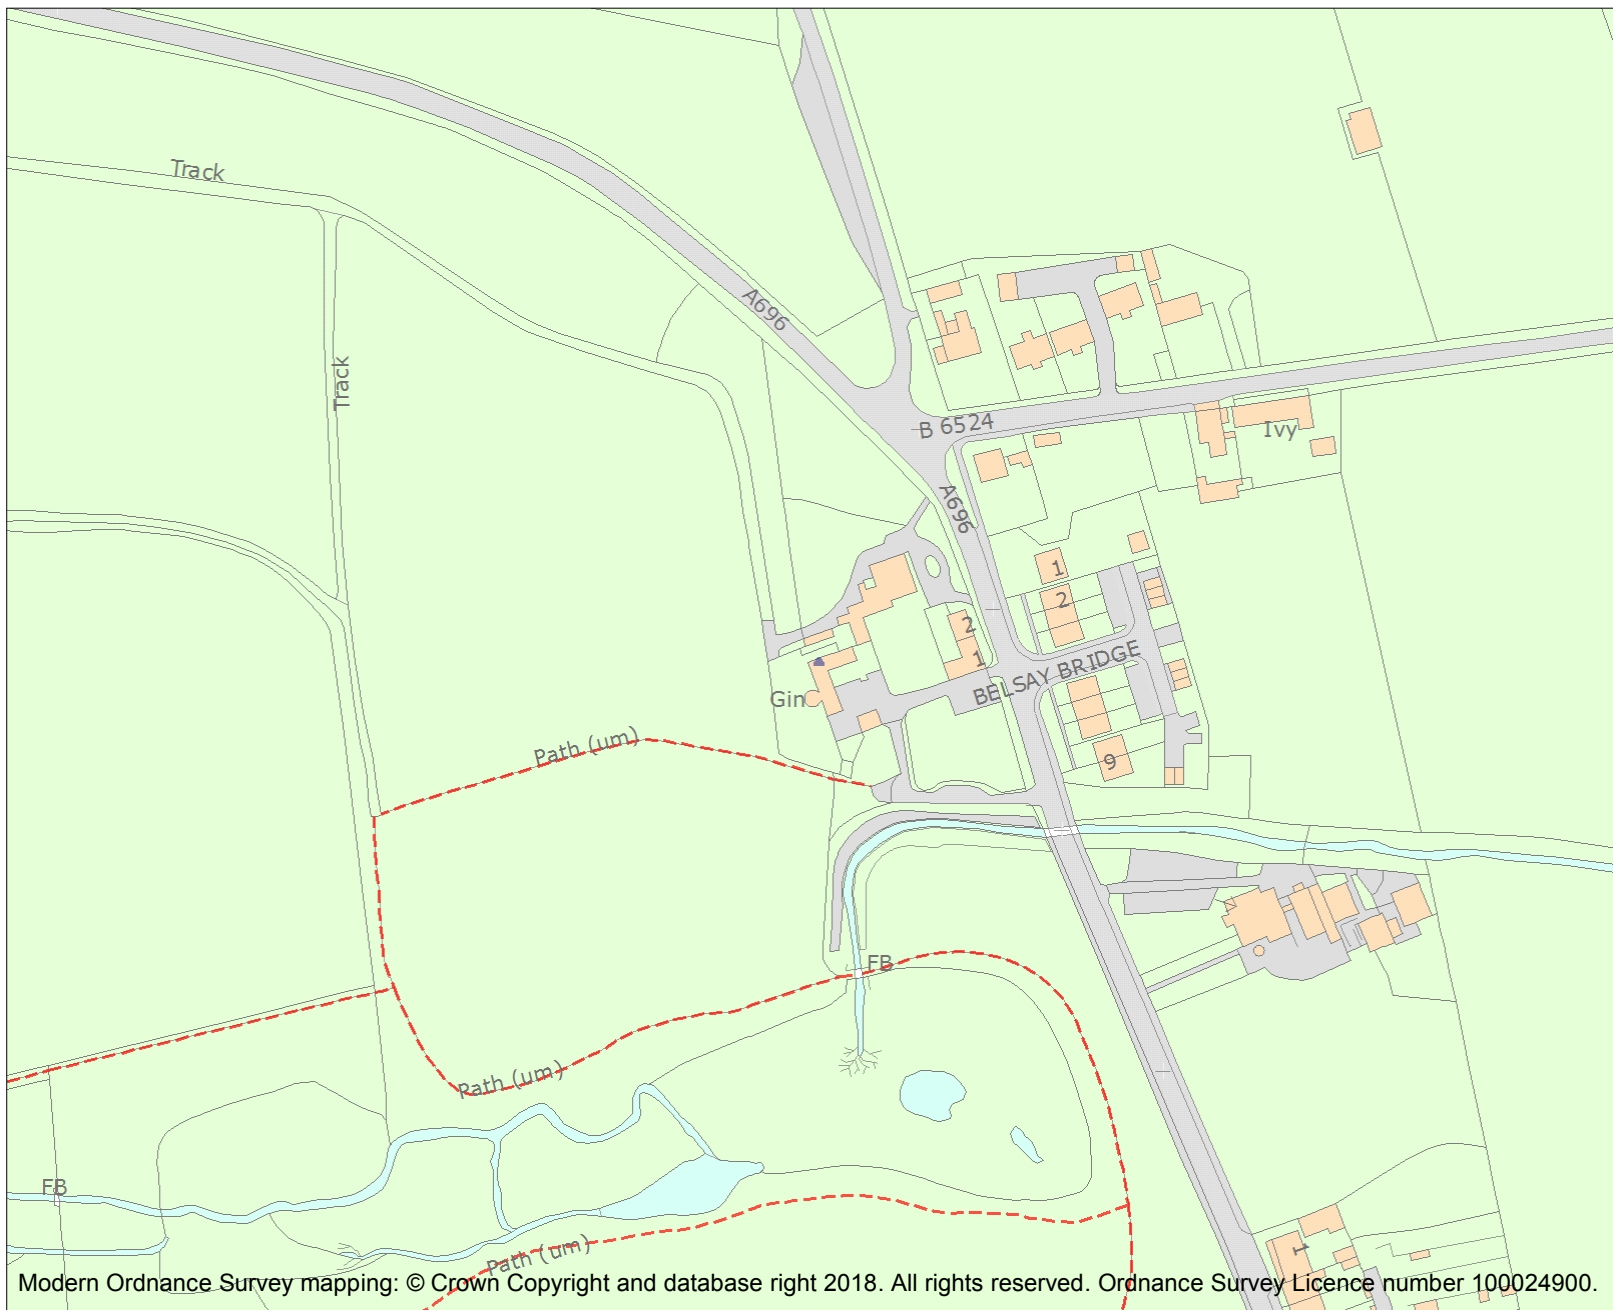 Track
A696
Track
B 6524
Ivy
A696
1
2
2
1
BELSAY BRIDGE
Gin
Path (um)
9
FB
Path (um)
FB
Path (um)
1
Modern Ordnance Survey mapping: © Crown Copyright and database right 2018. All rights reserved. Ordnance Survey Licence number 100024900.